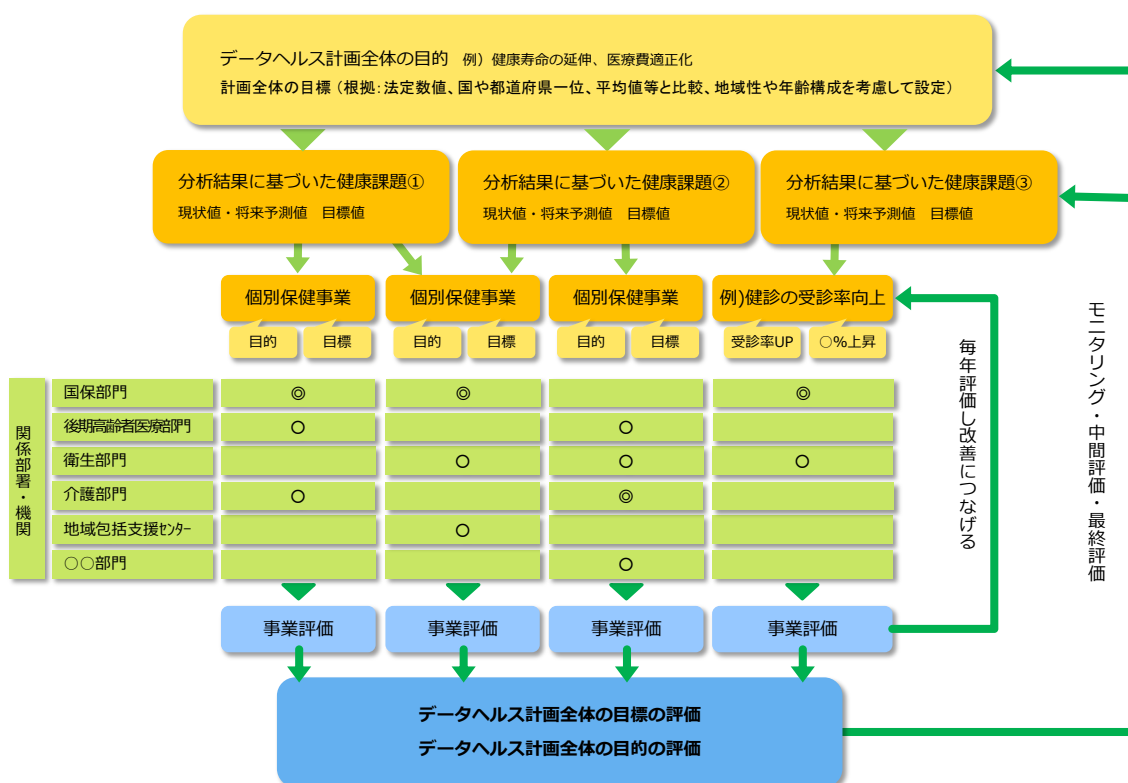 データヘルス計画全体の目的 例）健康寿命の延伸、医療費適正化
計画全体の目標（根拠：法定数値、国や都道府県一位、平均値等と比較、地域性や年齢構成を考慮して設定）
分析結果に基づいた健康課題①
現状値・将来予測値 目標値
分析結果に基づいた健康課題②
現状値・将来予測値 目標値
分析結果に基づいた健康課題③
現状値・将来予測値 目標値
個別保健事業
個別保健事業
個別保健事業
例)健診の受診率向上
目的
目標
目的
目標
目的
目標
受診率UP
○%上昇
関係部署・機関
国保部門 ◎ ◎ ◎
後期高齢者医療部門 ○ ○
衛生部門 ○ ○ ○
介護部門 ○ ◎
地域包括支援ｾﾝﾀｰ ○
○○部門 ○
事業評価
事業評価
事業評価
事業評価
毎年評価し改善につなげる
モニタリング・中間評価・最終評価
データヘルス計画全体の目標の評価
データヘルス計画全体の目的の評価